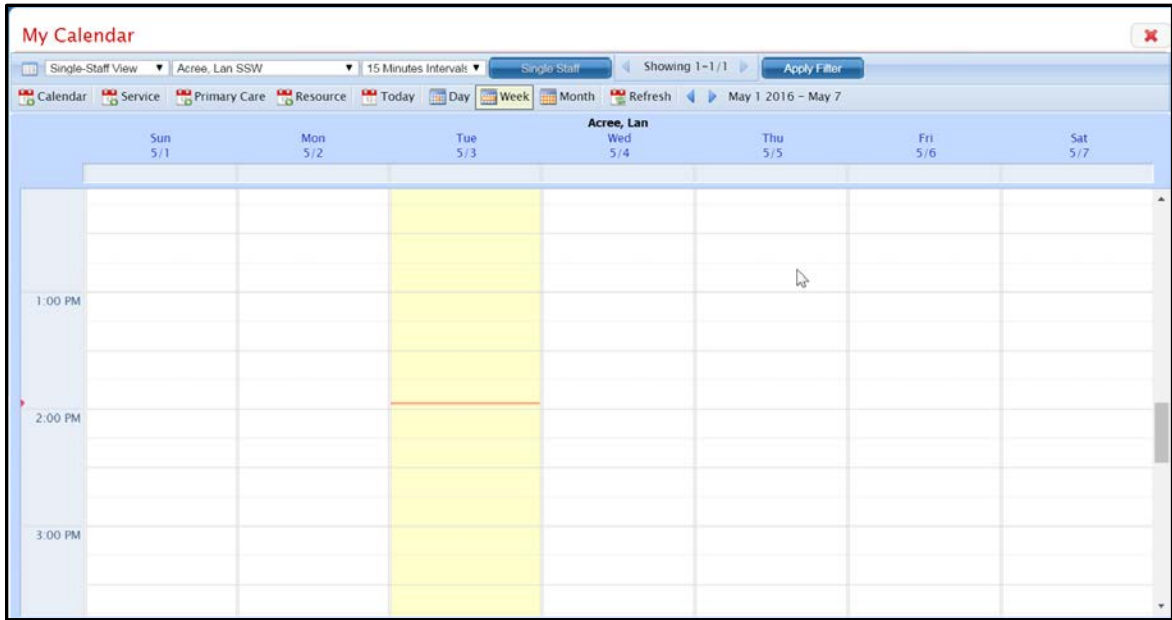 My Calendar
Single-Staff View Acree, Lan SSW 15 Minutes Intervals Single Staff Showing 1-1/1 Apply Filter
Calendar Service Primary Care Resource Today Day Week Month Refresh May 1 2016 - May 7
Acree, Lan
Sun Mon Tue Wed Thu Fri Sat
5/1 5/2 5/3 5/4 5/5 5/6 5/7
1:00 PM
2:00 PM
3:00 PM